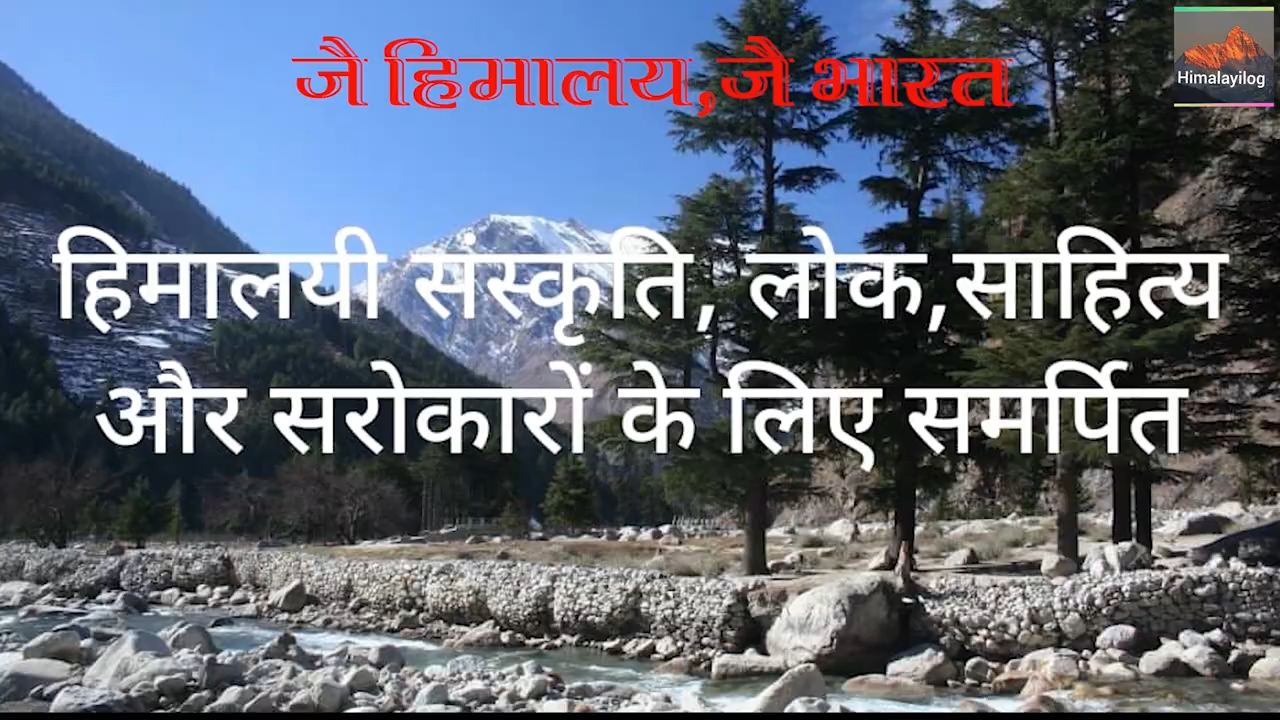 जै हिमालय,जै भारत
Himalayilog
हिमालयी संस्कृति, लोक,साहित्य
और सरोकारों के लिए समर्पित